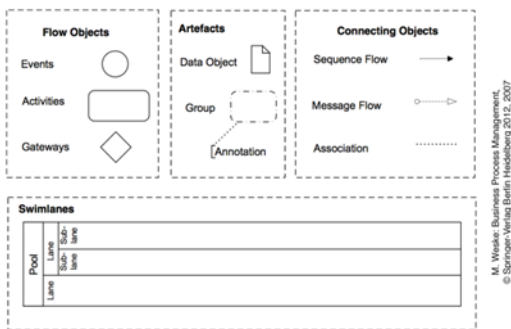 Flow Objects
Events
Activities
Gateways
Artefacts
Data Object
Group
Annotation
Connecting Objects
Sequence Flow
Message Flow
Association
Swimlanes
Pool
Lane
Sub-
lane
Sub-
lane
Lane
M. Weske: Business Process Management,
© Springer-Verlag Berlin Heidelberg 2012, 2007